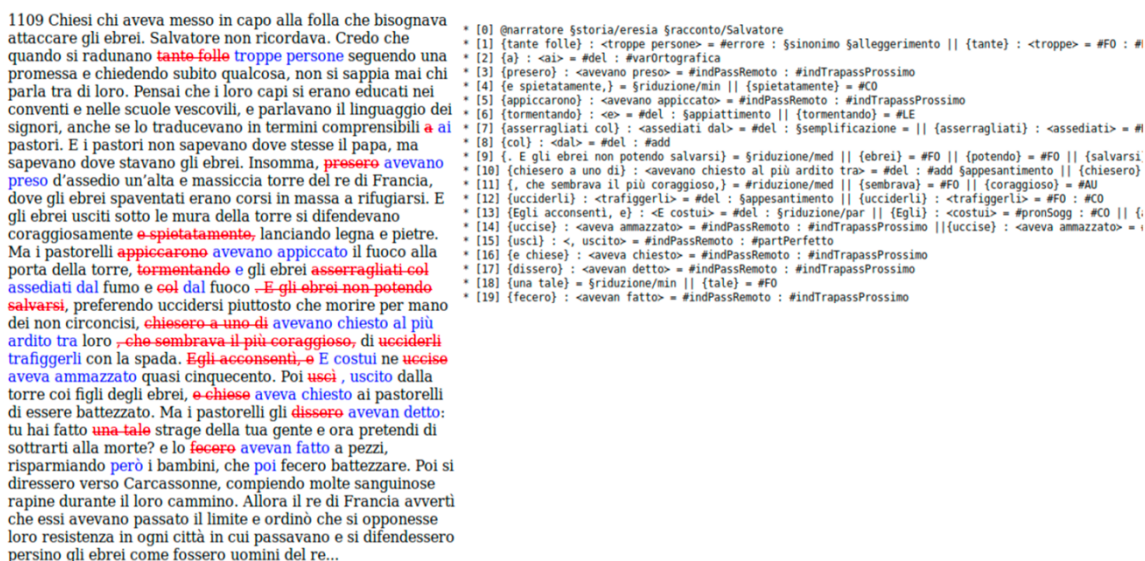 1109 Chiesi chi aveva messo in capo alla folla che bisognava
attaccare gli ebrei. Salvatore non ricordava. Credo che
quando si radunano tante folle troppe persone seguendo una
promessa e chiedendo subito qualcosa, non si sappia mai chi
parla tra di loro. Pensai che i loro capi si erano educati nei
conventi e nelle scuole vescovili, e parlavano il linguaggio dei
signori, anche se lo traducevano in termini comprensibili a ai
pastori. E i pastori non sapevano dove stesse il papa, ma
sapevano dove stavano gli ebrei. Insomma, presero avevano
preso d’assedio un’alta e massiccia torre del re di Francia,
dove gli ebrei spaventati erano corsi in massa a rifugiarsi. E
gli ebrei usciti sotto le mura della torre si difendevano
coraggiosamente e spietatamente, lanciando legna e pietre.
Ma i pastorelli appiccarono avevano appiccato il fuoco alla
porta della torre, tormentando e gli ebrei asserragliati col
assediati dal fumo e col dal fuoco . E gli ebrei non potendo
salvarsi, preferendo uccidersi piuttosto che morire per mano
dei non circoncisi, chiesero a uno di avevano chiesto al più
ardito tra loro , che sembrava il più coraggioso, di ucciderli
trafiggerli con la spada. Egli acconsentì, e E costui ne uccise
aveva ammazzato quasi cinquecento. Poi uscì , uscito dalla
torre coi figli degli ebrei, e chiese aveva chiesto ai pastorelli
di essere battezzato. Ma i pastorelli gli dissero avevan detto:
tu hai fatto una tale strage della tua gente e ora pretendi di
sottrarti alla morte? e lo fecero avevan fatto a pezzi,
risparmiando però i bambini, che poi fecero battezzare. Poi si
diressero verso Carcassonne, compiendo molte sanguinose
rapine durante il loro cammino. Allora il re di Francia avvertì
che essi avevano passato il limite e ordinò che si opponesse
loro resistenza in ogni città in cui passavano e si difendessero
persino gli ebrei come fossero uomini del re...
* [0] @narratore §storia/eresia §racconto/Salvatore
* [1] {tante folle} : <troppe persone> = #errore : §sinonimo §alleggerimento || {tante} : <troppe> = #FO :
* [2] {a} : <ai> = #del : #varOrtografica
* [3] {presero} : <avevano preso> = #indPassRemoto : #indTrapassProssimo
* [4] {e spietatamente,} = §riduzione/min || {spietatamente} = #CO
* [5] {appiccarono} : <avevano appiccato> = #indPassRemoto : #indTrapassProssimo
* [6] {tormentando} : <e> = #del : §appiattimento || {tormentando} = #LE
* [7] {asserragliati col} : <assediati dal> = #del : §semplificazione = || {asserragliati} : <assediati> =
* [8] {col} : <dal> = #del : #add
* [9] {. E gli ebrei non potendo salvarsi} = §riduzione/med || {ebrei} = #FO || {potendo} = #FO || {salvarsi
* [10] {chiesero a uno di} : <avevano chiesto al più ardito tra> = #del : #add §appesantimento || {chiesero}
* [11] {, che sembrava il più coraggioso,} = #riduzione/med || {sembrava} = #FO || {coraggioso} = #AU
* [12] {ucciderli} : <trafiggerli> = #del : §appesantimento || {ucciderli} : <trafiggerli> = #FO : #CO
* [13] {Egli acconsentì, e} : <E costui> = #del : §riduzione/par || {Egli} : <costui> = #pronSogg : #CO ||
* [14] {uccise} : <aveva ammazzato> = #indPassRemoto : #indTrapassProssimo ||{uccise} : <aveva ammazzato> =
* [15] {uscì} : <, uscito> = #indPassRemoto : #partPerfetto
* [16] {e chiese} : <aveva chiesto> = #indPassRemoto : #indTrapassProssimo
* [17] {dissero} : <avevan detto> = #indPassRemoto : #indTrapassProssimo
* [18] {una tale} = §riduzione/min || {tale} = #FO
* [19] {fecero} : <avevan fatto> = #indPassRemoto : #indTrapassProssimo